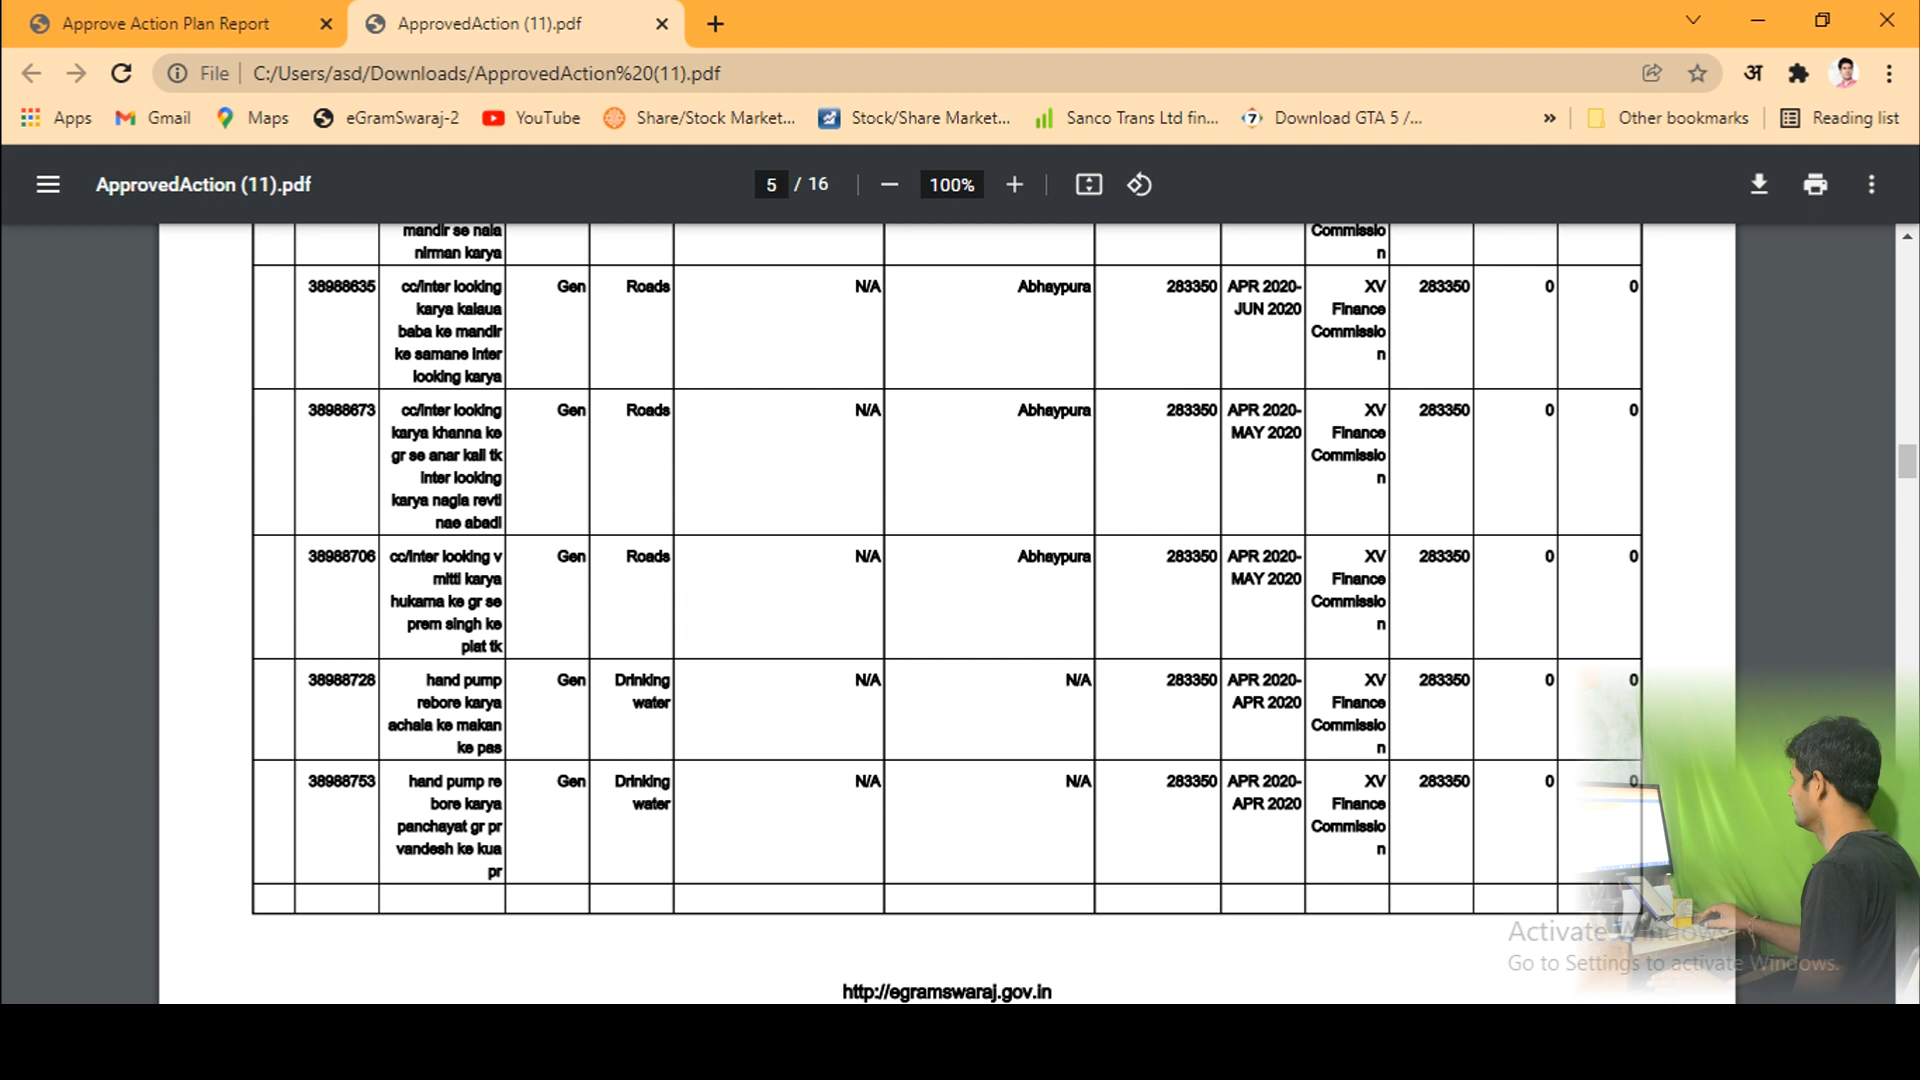 Approve Action Plan Report
ApprovedAction (11).pdf
File
C:/Users/asd/Downloads/ApprovedAction%20(11).pdf
अ
Apps
Gmail
Maps
eGramSwaraj-2
YouTube
Share/Stock Market...
Stock/Share Market...
Sanco Trans Ltd fin...
Download GTA 5 /...
»
Other bookmarks
Reading list
ApprovedAction (11).pdf
5 / 16
100%
mandir se nala
nirman karya
Commissio
n
38988635
cc/inter looking
karya kalaua
baba ke mandir
ke samane inter
looking karya
Gen
Roads
N/A
Abhaypura
283350
APR 2020-
JUN 2020
XV
Finance
Commissio
n
283350
0
0
38988673
cc/inter looking
karya khanna ke
gr se anar kali tk
inter looking
karya nagla revti
nae abadi
Gen
Roads
N/A
Abhaypura
283350
APR 2020-
MAY 2020
XV
Finance
Commissio
n
283350
0
0
38988706
cc/inter looking v
mitti karya
hukama ke gr se
prem singh ke
plat tk
Gen
Roads
N/A
Abhaypura
283350
APR 2020-
MAY 2020
XV
Finance
Commissio
n
283350
0
0
38988728
hand pump
rebore karya
achala ke makan
ke pas
Gen
Drinking
water
N/A
N/A
283350
APR 2020-
APR 2020
XV
Finance
Commissio
n
283350
0
0
38988753
hand pump re
bore karya
panchayat gr pr
vandesh ke kua
pr
Gen
Drinking
water
N/A
N/A
283350
APR 2020-
APR 2020
XV
Finance
Commissio
n
283350
0
0
http://egramswaraj.gov.in
Activate Windows
Go to Settings to activate Windows.